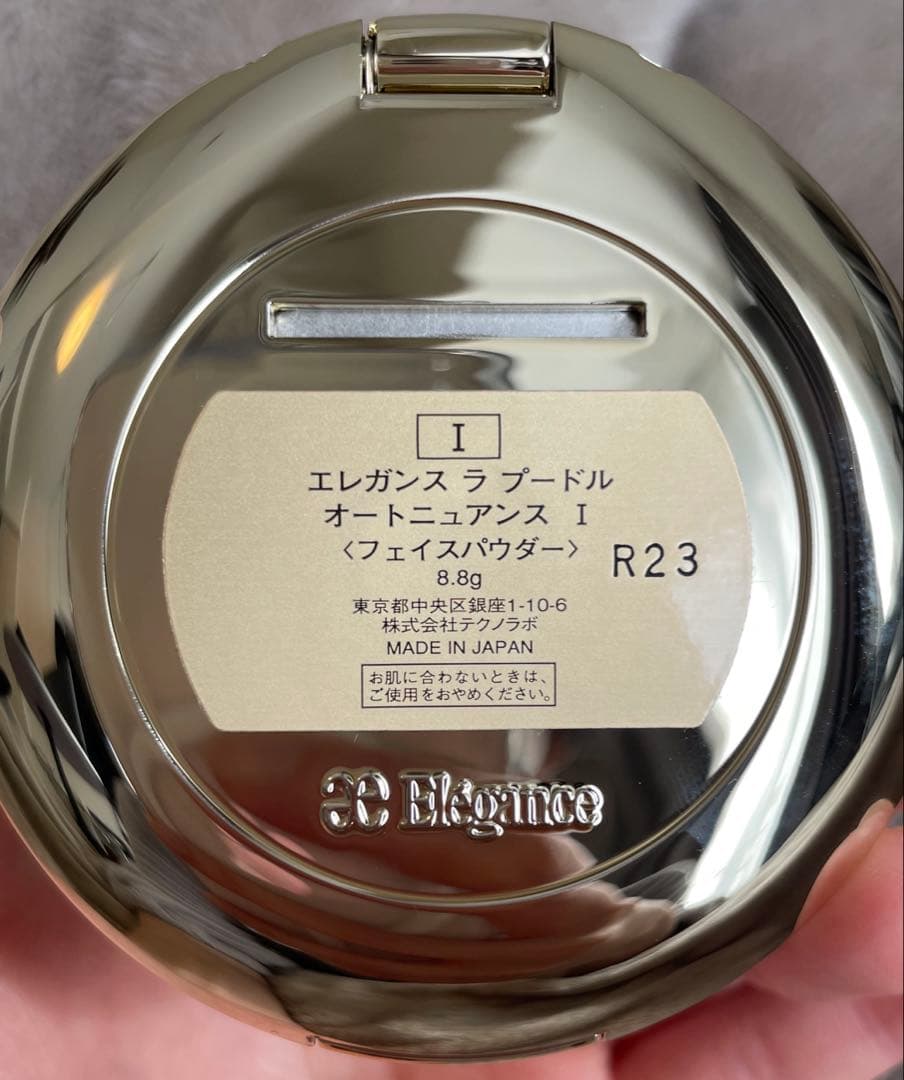 I
エレガンス ラ プードル
オートニュアンス I
〈フェイスパウダー〉
R23
8.8g
東京都中央区銀座1-10-6
株式会社テクノラボ
MADE IN JAPAN
お肌に合わないときは、
ご使用をおやめください。
æ Elégance